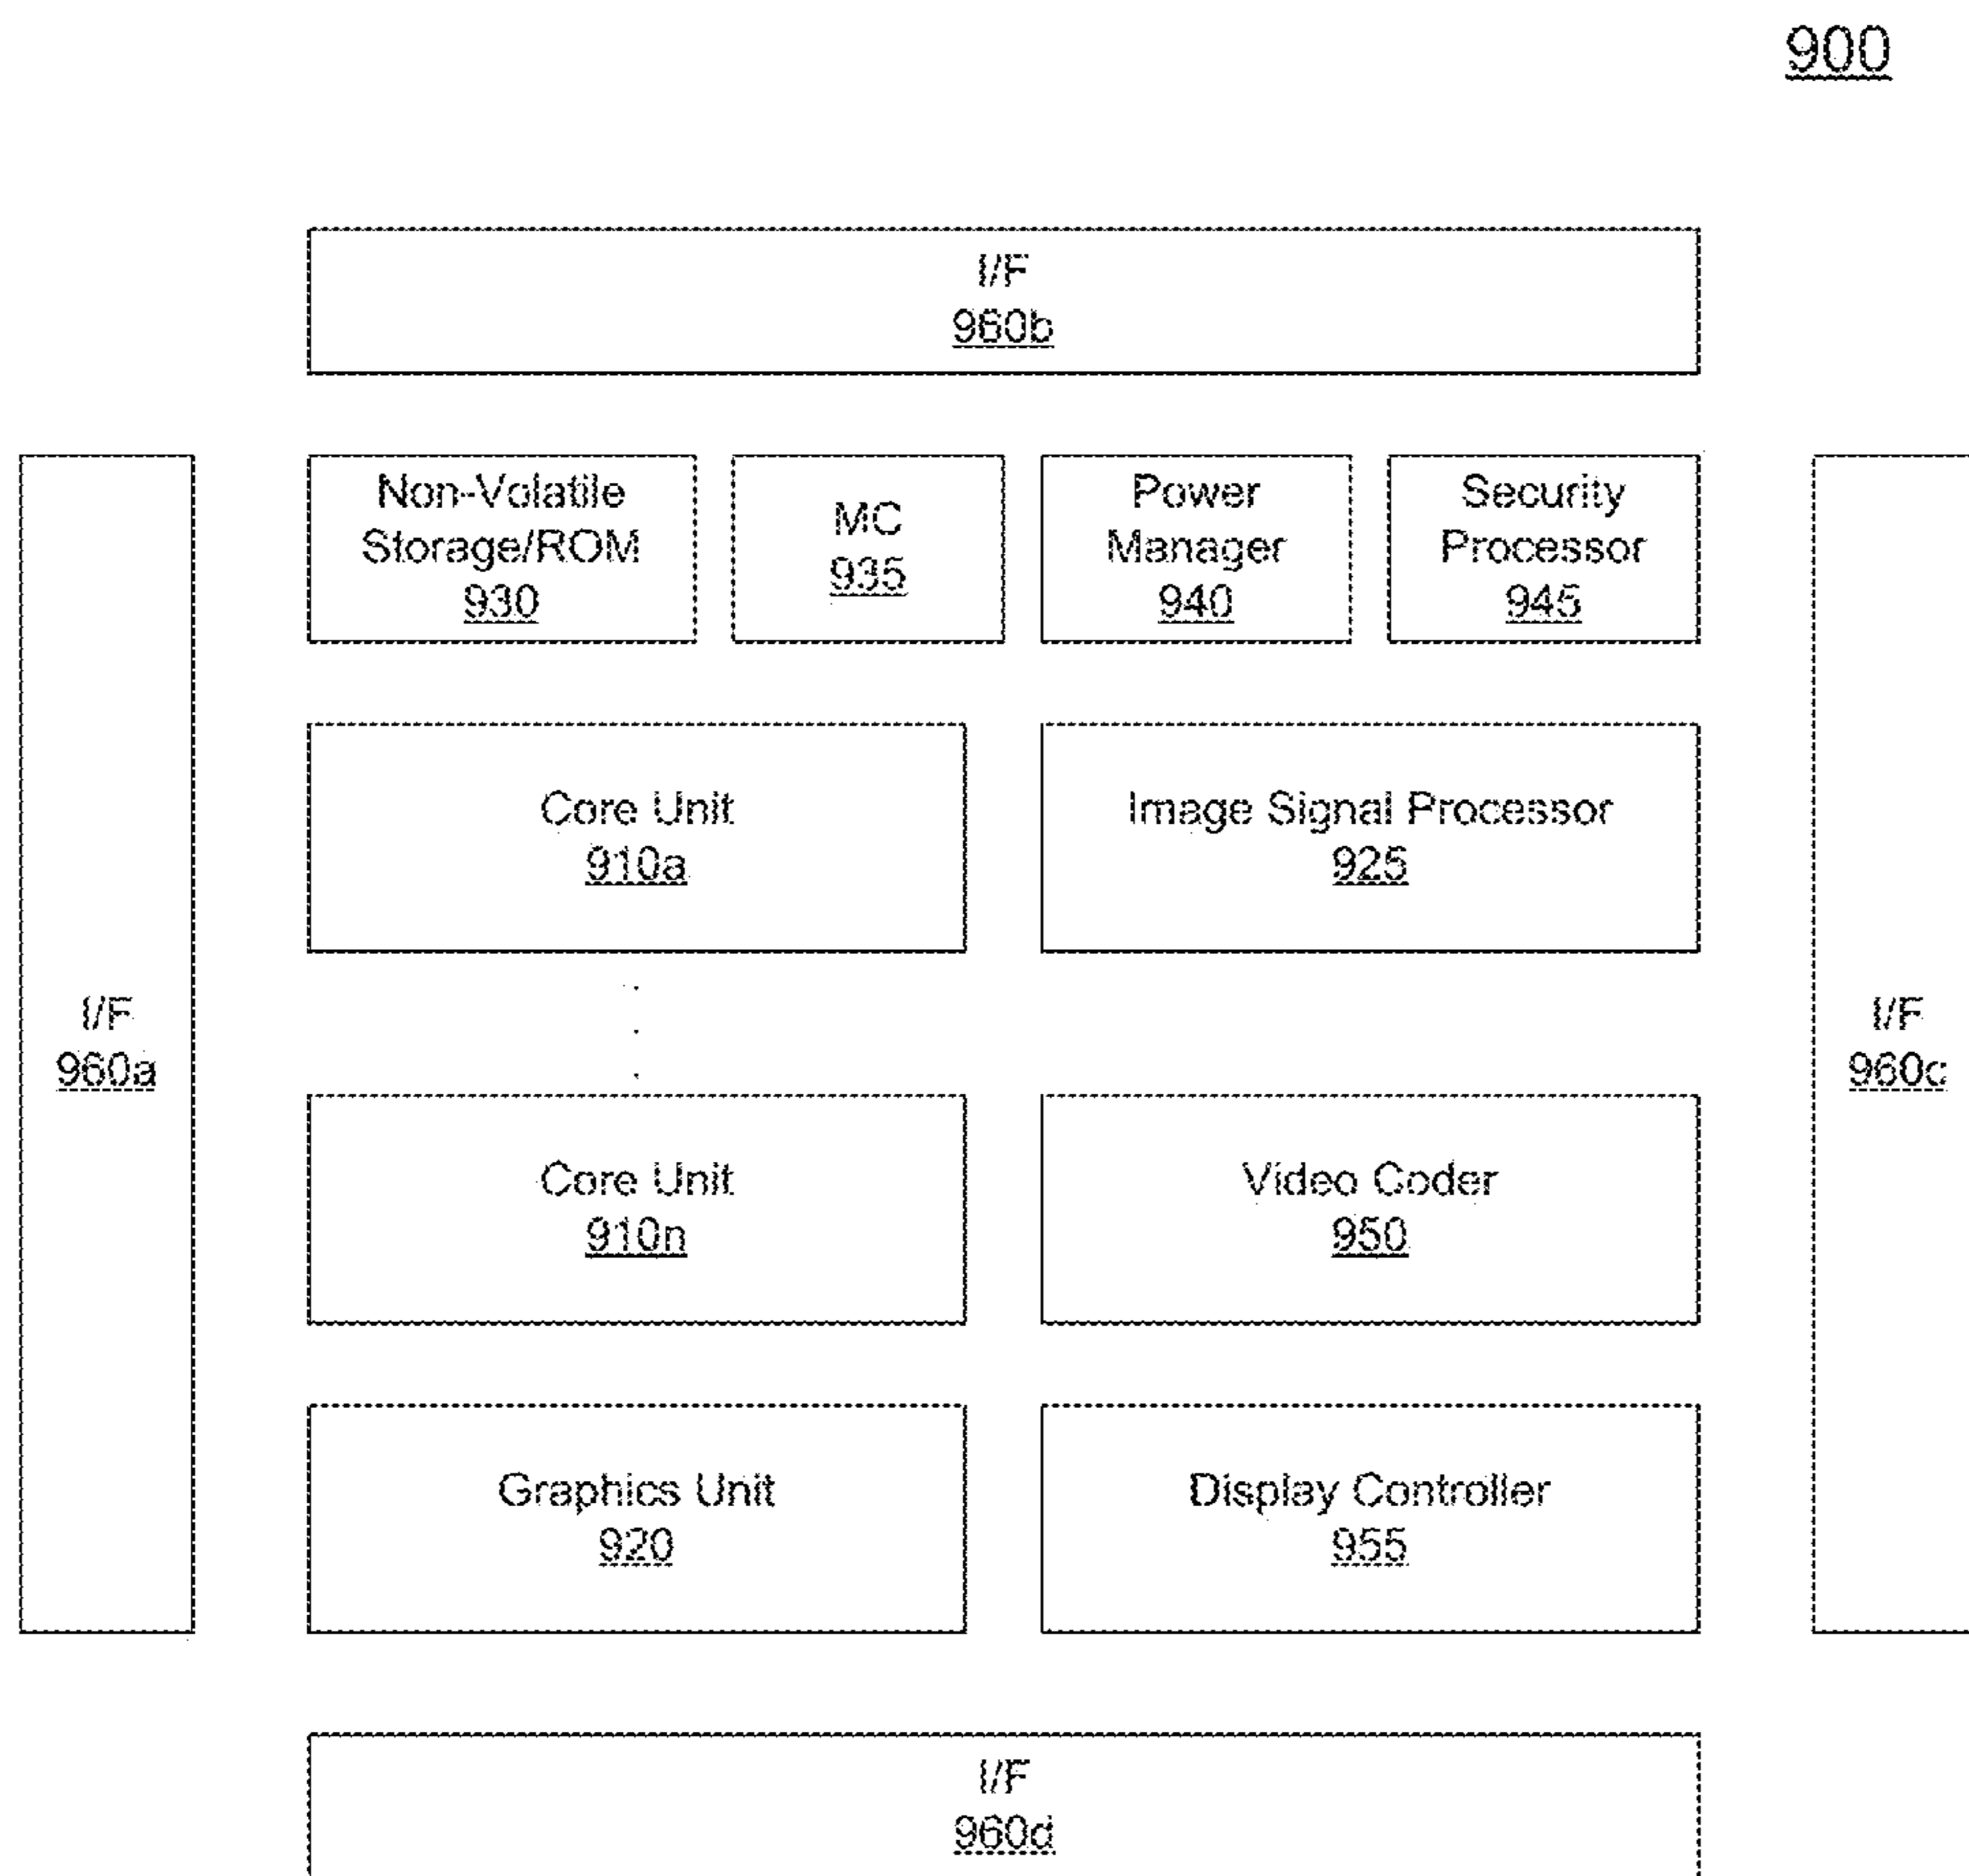 900
I/F
960b
Non-Volatile
Storage/ROM
930
MC
935
Power
Manager
940
Security
Processor
945
Core Unit
910a
Image Signal Processor
925
I/F
960a
I/F
960c
Core Unit
910n
Video Coder
950
Graphics Unit
920
Display Controller
955
I/F
960d